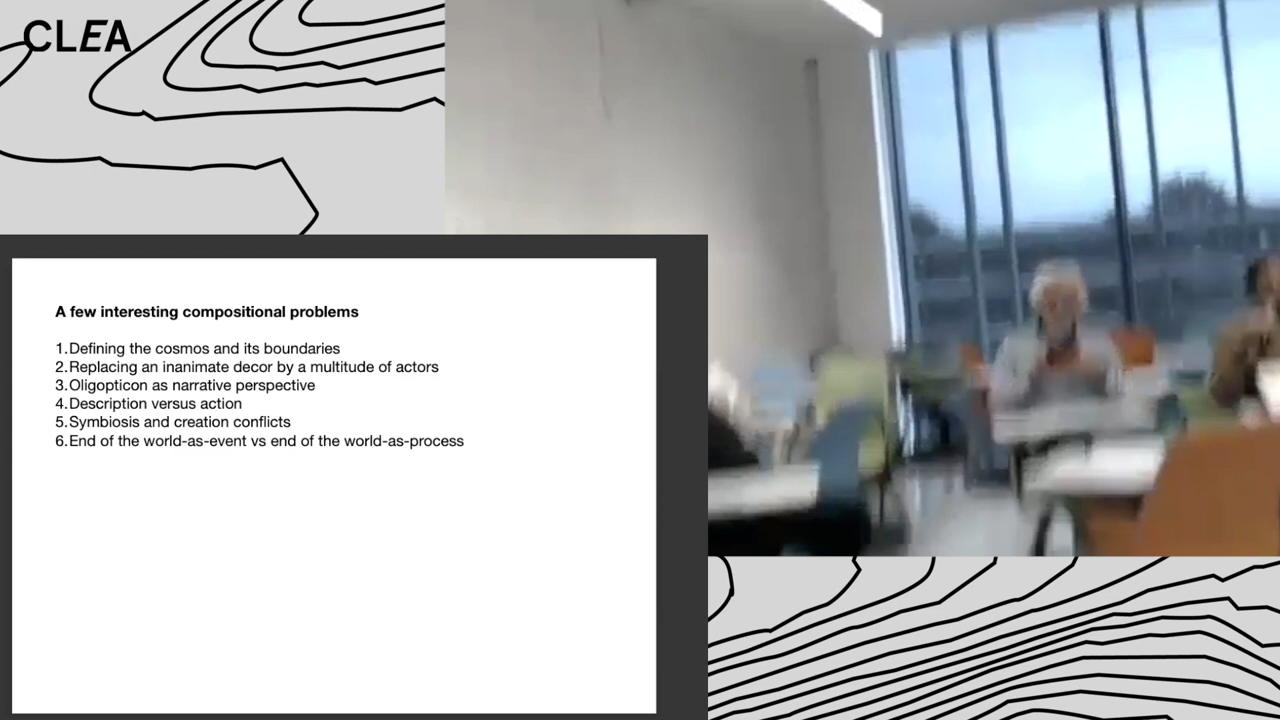 CLEA
A few interesting compositional problems
1.Defining the cosmos and its boundaries
2.Replacing an inanimate decor by a multitude of actors
3.Oligopticon as narrative perspective
4.Description versus action
5.Symbiosis and creation conflicts
6.End of the world-as-event vs end of the world-as-process